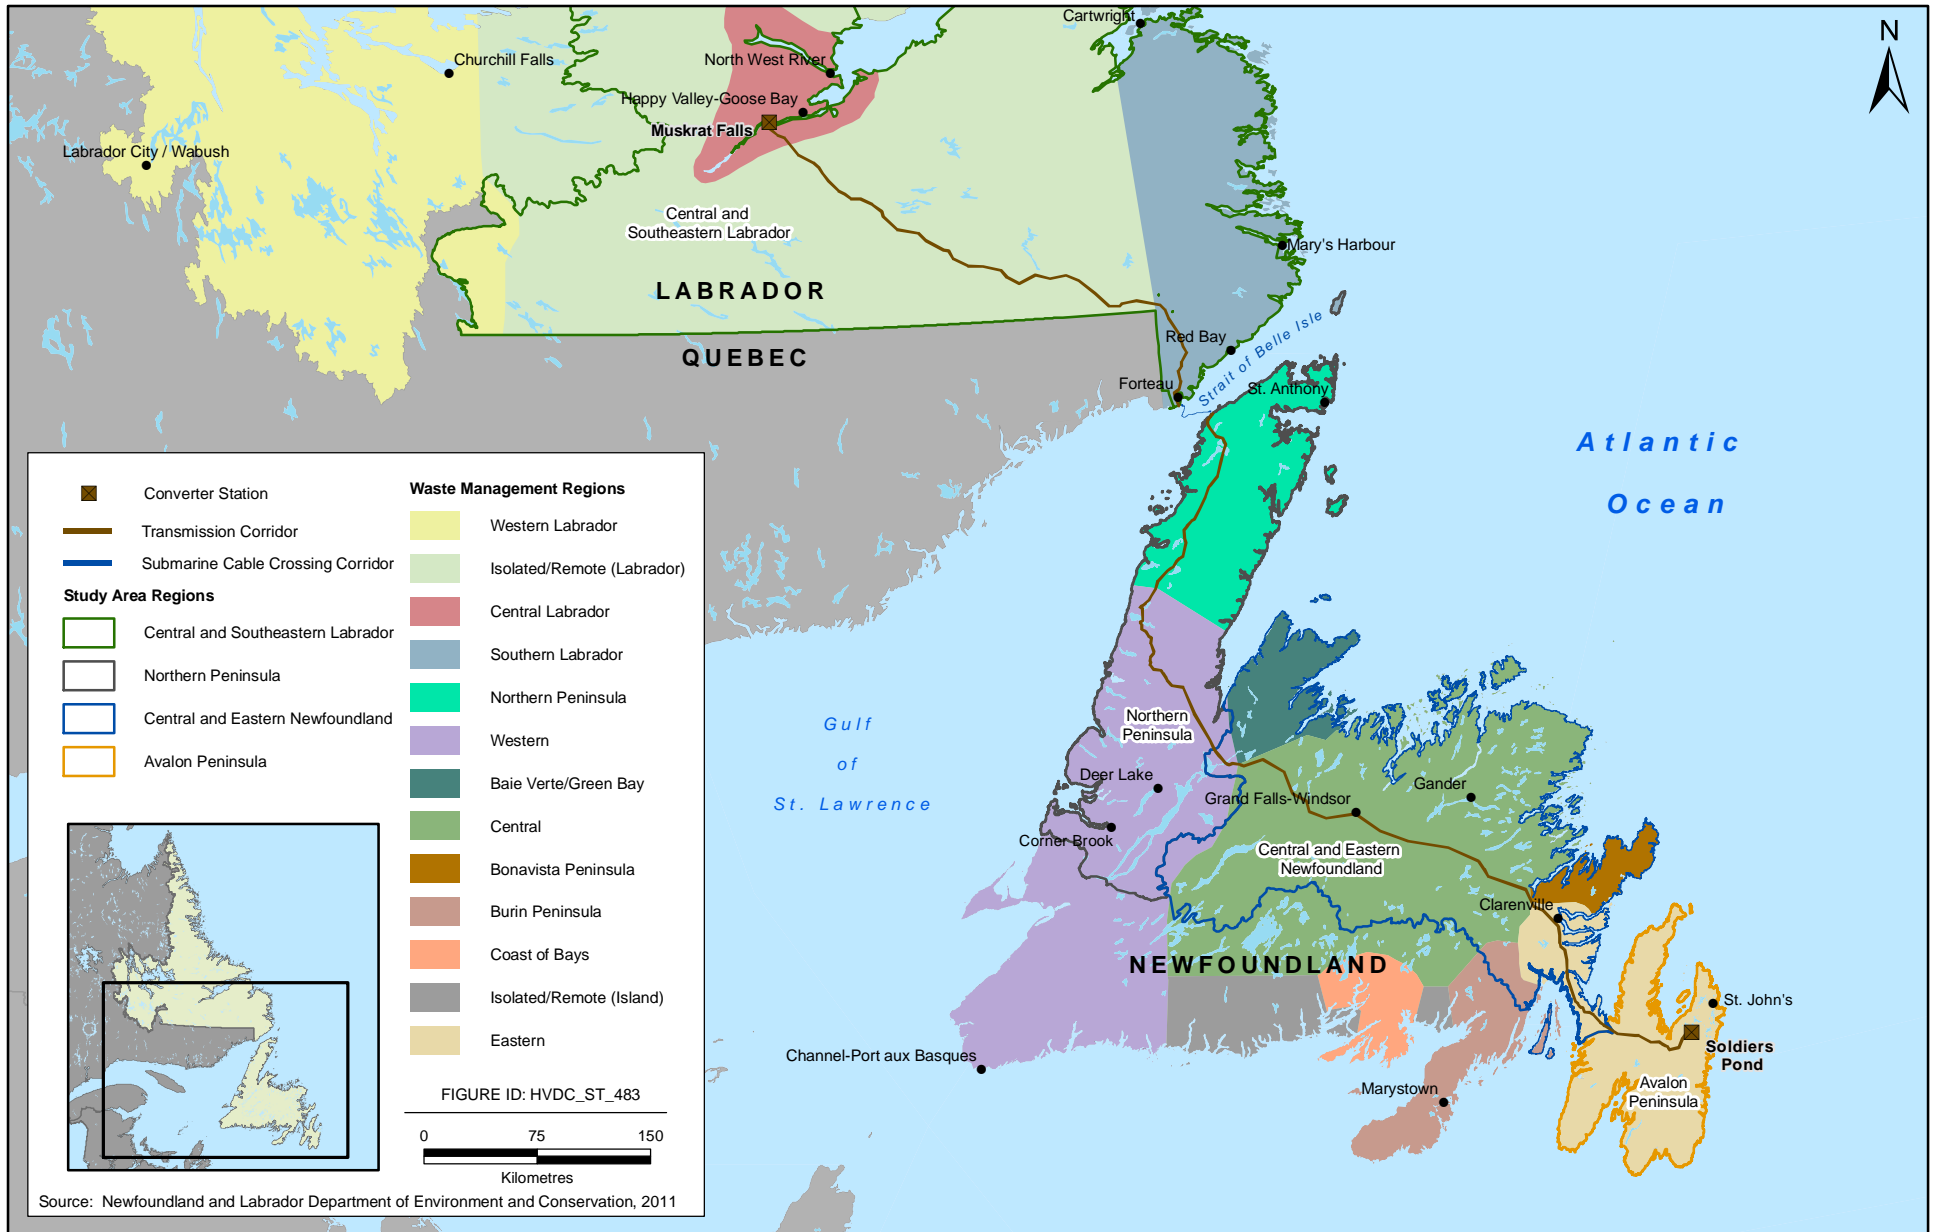 Cartwright
N
Churchill Falls
North West River
Happy Valley-Goose Bay
Muskrat Falls
Labrador City / Wabush
Central and
Southeastern Labrador
Mary's Harbour
LABRADOR
Strait of Belle Isle
Red Bay
QUEBEC
Forteau
St. Anthony
Atlantic
Ocean
Converter Station
Transmission Corridor
Submarine Cable Crossing Corridor
Study Area Regions
Central and Southeastern Labrador
Northern Peninsula
Central and Eastern Newfoundland
Avalon Peninsula
Waste Management Regions
Western Labrador
Isolated/Remote (Labrador)
Central Labrador
Southern Labrador
Northern Peninsula
Western
Baie Verte/Green Bay
Central
Bonavista Peninsula
Burin Peninsula
Coast of Bays
Isolated/Remote (Island)
Eastern
FIGURE ID: HVDC_ST_483
0 75 150
Kilometres
Source: Newfoundland and Labrador Department of Environment and Conservation, 2011
Gulf
of
St. Lawrence
Northern
Peninsula
Deer Lake
Grand Falls-Windsor
Gander
Corner Brook
Central and Eastern
Newfoundland
Clarenville
NEWFOUNDLAND
St. John's
Soldiers
Pond
Channel-Port aux Basques
Marystown
Avalon
Peninsula